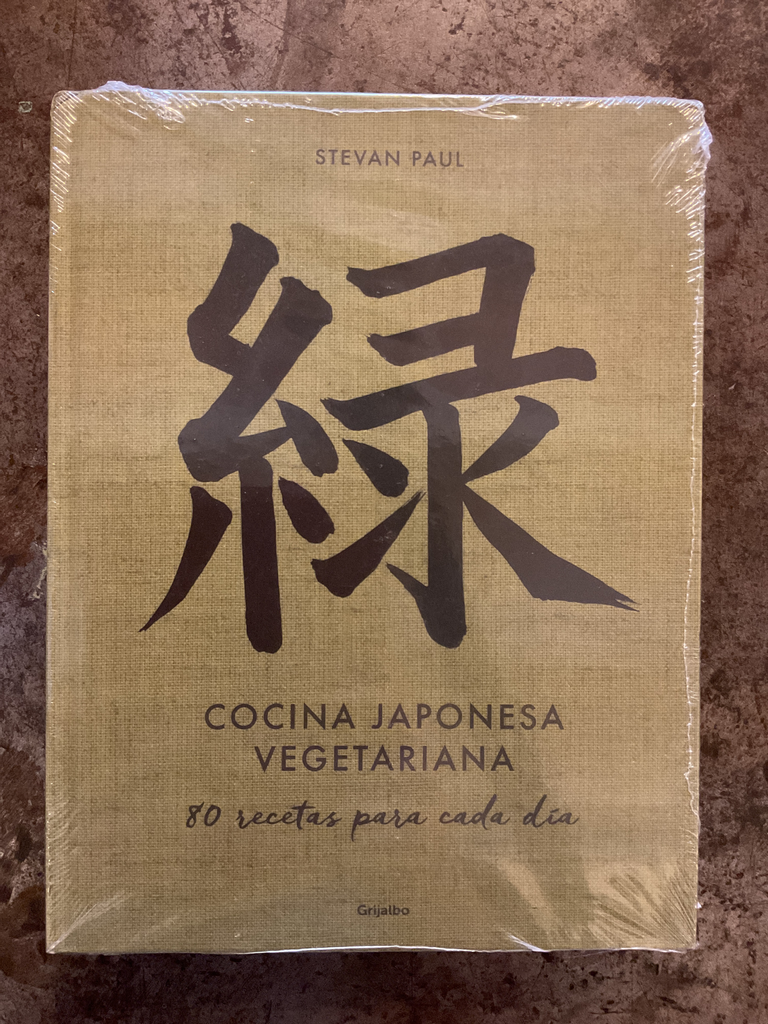 STEVAN PAUL
緑
COCINA JAPONESA
VEGETARIANA
80 recetas para cada día
Grijalbo